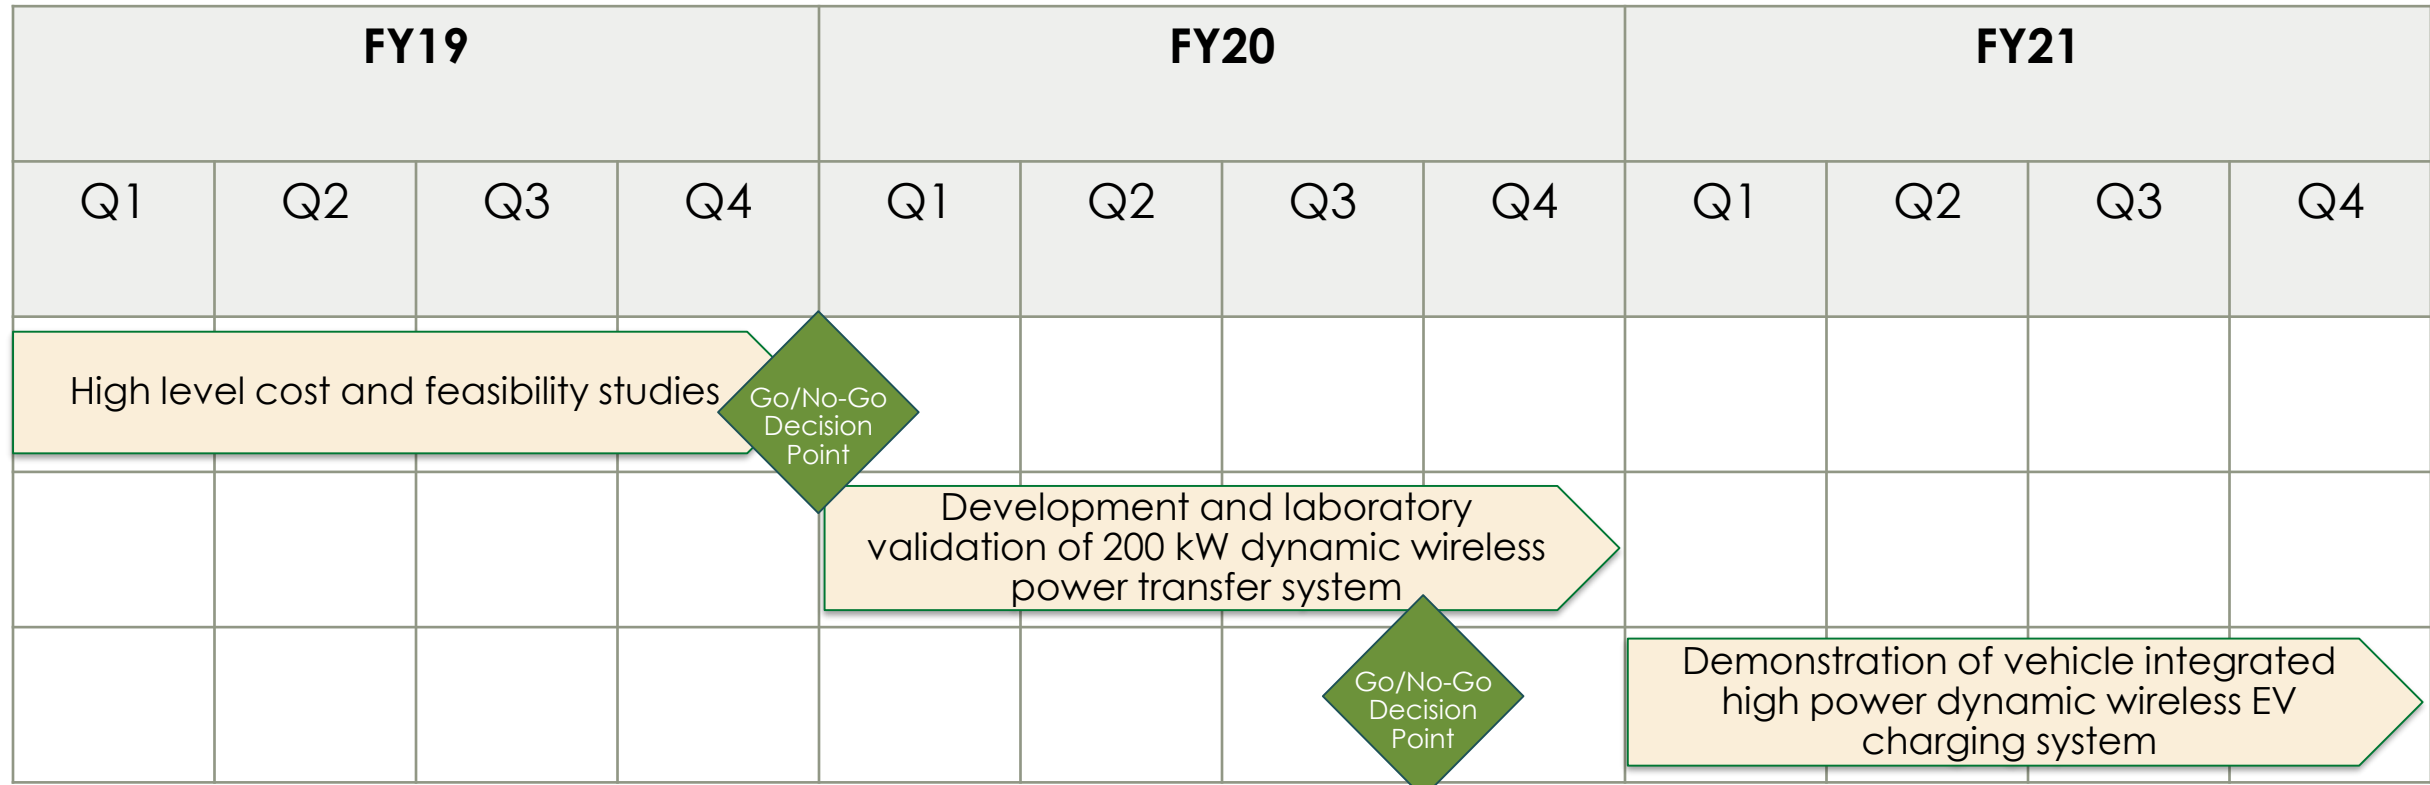 FY19 FY20 FY21
Q1 Q2 Q3 Q4 Q1 Q2 Q3 Q4 Q1 Q2 Q3 Q4
High level cost and feasibility studies
Go/No-Go
Decision
Point
Development and laboratory
validation of 200 kW dynamic wireless
power transfer system
Go/No-Go
Decision
Point
Demonstration of vehicle integrated
high power dynamic wireless EV
charging system